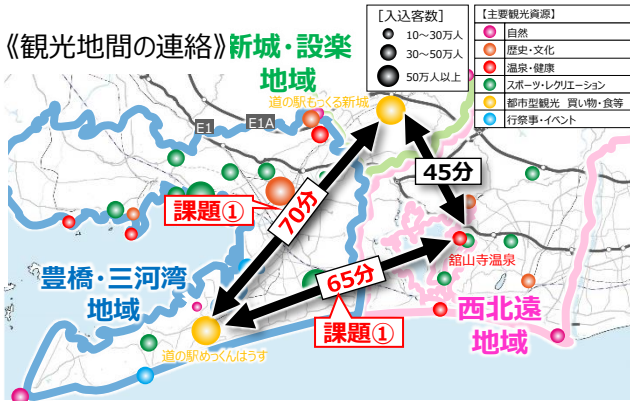 《観光地間の連絡》
新城・設楽
地域
[入込客数]
10~30万人
30~50万人
50万人以上
【主要観光資源】
自然
歴史・文化
温泉・健康
スポーツ・レクリエーション
都市型観光 買い物・食等
行祭事・イベント
道の駅もっくる新城
E1
E1A
45分
70分
課題①
舘山寺温泉
65分
課題①
豊橋・三河湾
地域
西北遠
地域
道の駅めっくんはうす